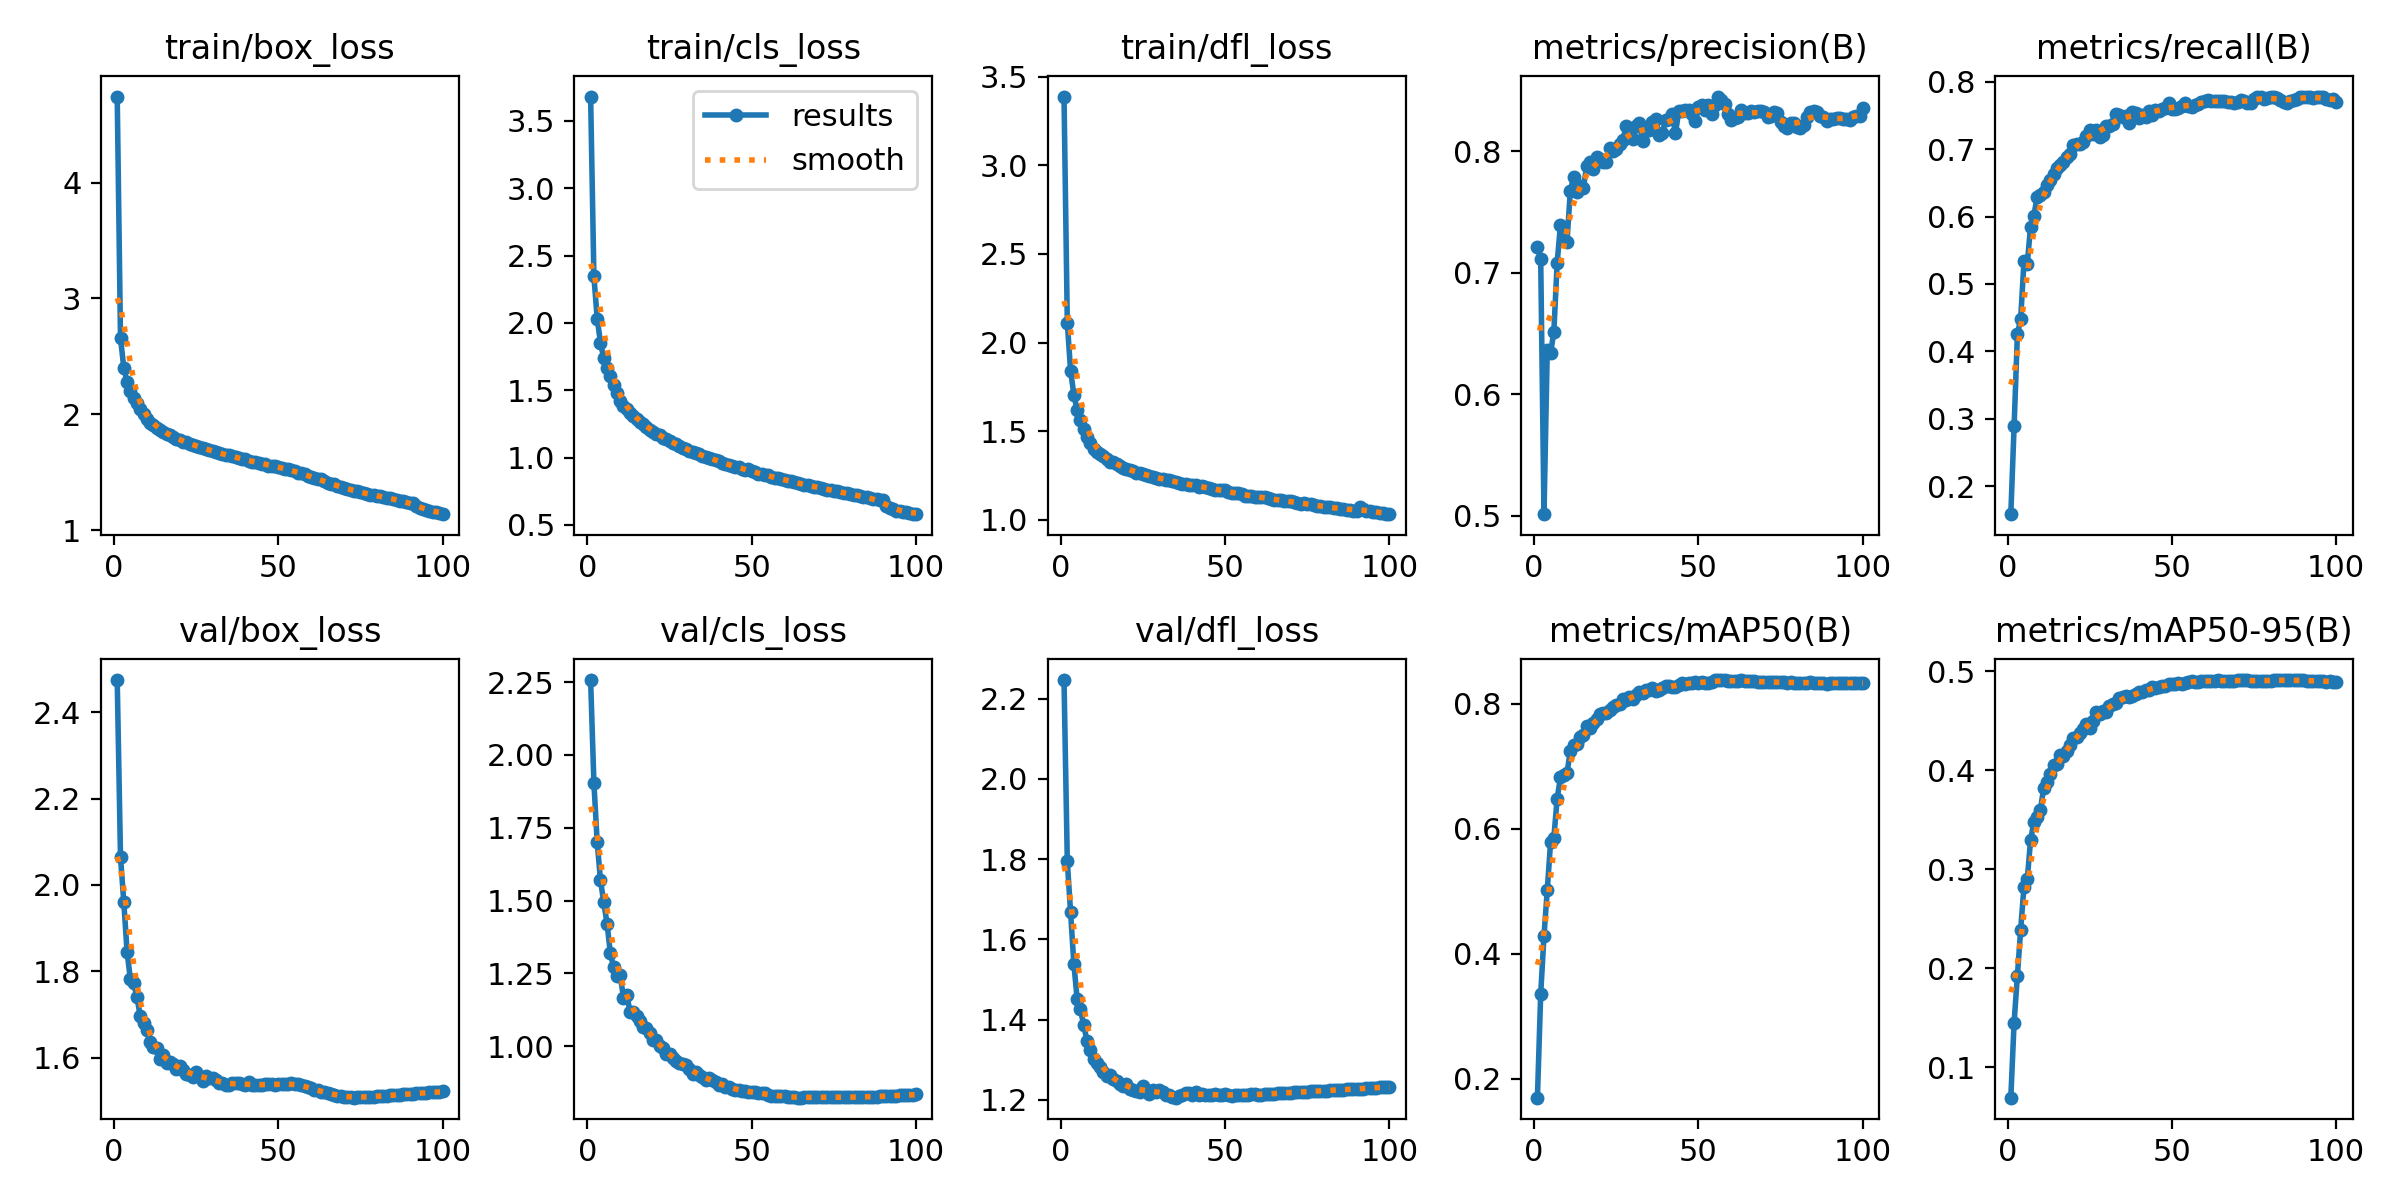 train/box_loss
4
3
2
1
0 50 100
train/cls_loss
results
smooth
3.5
3.0
2.5
2.0
1.5
1.0
0.5
0 50 100
train/dfl_loss
3.5
3.0
2.5
2.0
1.5
1.0
0 50 100
metrics/precision(B)
0.8
0.7
0.6
0.5
0 50 100
metrics/recall(B)
0.8
0.7
0.6
0.5
0.4
0.3
0.2
0 50 100
val/box_loss
2.4
2.2
2.0
1.8
1.6
0 50 100
val/cls_loss
2.25
2.00
1.75
1.50
1.25
1.00
0 50 100
val/dfl_loss
2.2
2.0
1.8
1.6
1.4
1.2
0 50 100
metrics/mAP50(B)
0.8
0.6
0.4
0.2
0 50 100
metrics/mAP50-95(B)
0.5
0.4
0.3
0.2
0.1
0 50 100